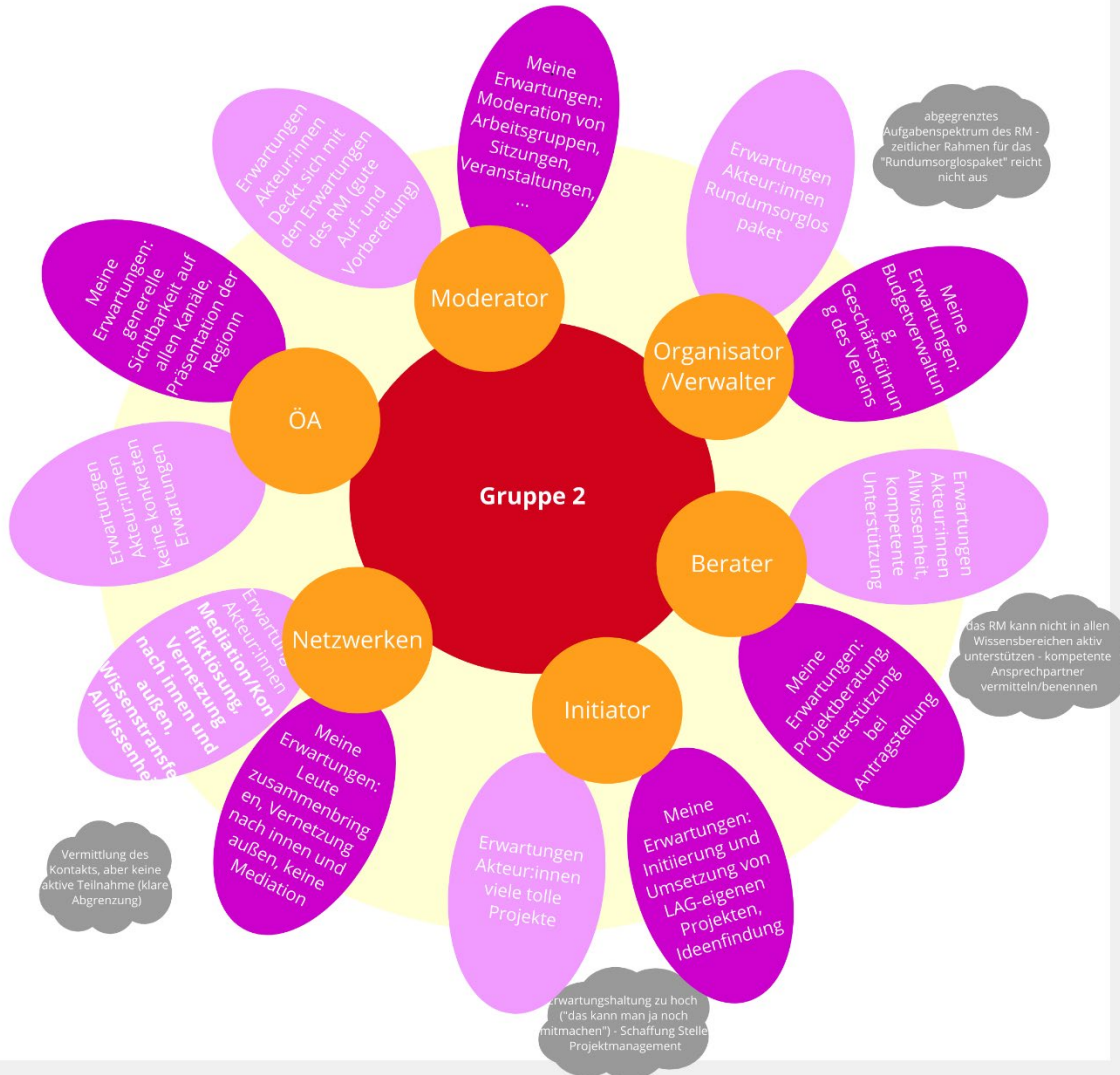 Meine
Erwartungen:
Moderation von
Arbeitsgruppen,
Sitzungen,
Veranstaltungen,
...
Erwartungen
Akteur:innen
Deckt sich mit
den Erwartungen
des RM (gute
Auf- und
Vorbereitung)
Moderator
Erwartungen
Akteur:innen
Rundumsorglos
paket
abgegrenztes
Aufgabenspektrum des RM -
zeitlicher Rahmen für das
"Rundumsorglospaket" reicht
nicht aus
Organisator
/Verwalter
Meine
Erwartungen:
Budgetverwaltun
g,
Geschäftsführun
g des Vereins
Meine
Erwartungen:
generelle
Sichtbarkeit auf
allen Kanäle,
Präsentation der
Regionn
ÖA
Erwartungen
Akteur:innen
keine konkreten
Erwartungen
Gruppe 2
Berater
Erwartungen
Akteur:innen
Allwissenheit,
kompetente
Unterstützung
das RM kann nicht in allen
Wissensbereichen aktiv
unterstützen - kompetente
Ansprechpartner
vermitteln/benennen
Meine
Erwartungen:
Projektberatung,
Unterstützung
bei
Antragstellung
Netzwerken
Erwartung
Akteur:innen
Mediation/Kon
fliktlösung,
Vernetzung
nach innen und
außen,
Wissenstransfe
Allwissenhei
Meine
Erwartungen:
Leute
zusammenbring
en, Vernetzung
nach innen und
außen, keine
Mediation
Vermittlung des
Kontakts, aber keine
aktive Teilnahme (klare
Abgrenzung)
Initiator
Erwartungen
Akteur:innen
viele tolle
Projekte
Meine
Erwartungen:
Initiierung und
Umsetzung von
LAG-eigenen
Projekten,
Ideenfindung
Erwartungshaltung zu hoch
("das kann man ja noch
mitmachen") - Schaffung Stelle
Projektmanagement